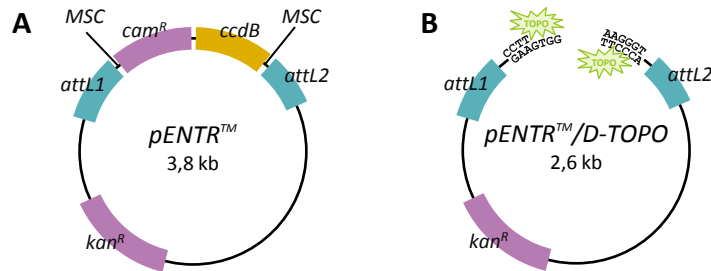 A
MSC
cam^R
ccdB
MSC
attL1
attL2
pENTR™
3,8 kb
kan^R
B
TOPO
CCTT
GAAGTGG
AAGGGT
TTCCCA
TOPO
attL1
attL2
pENTR™/D-TOPO
2,6 kb
kan^R